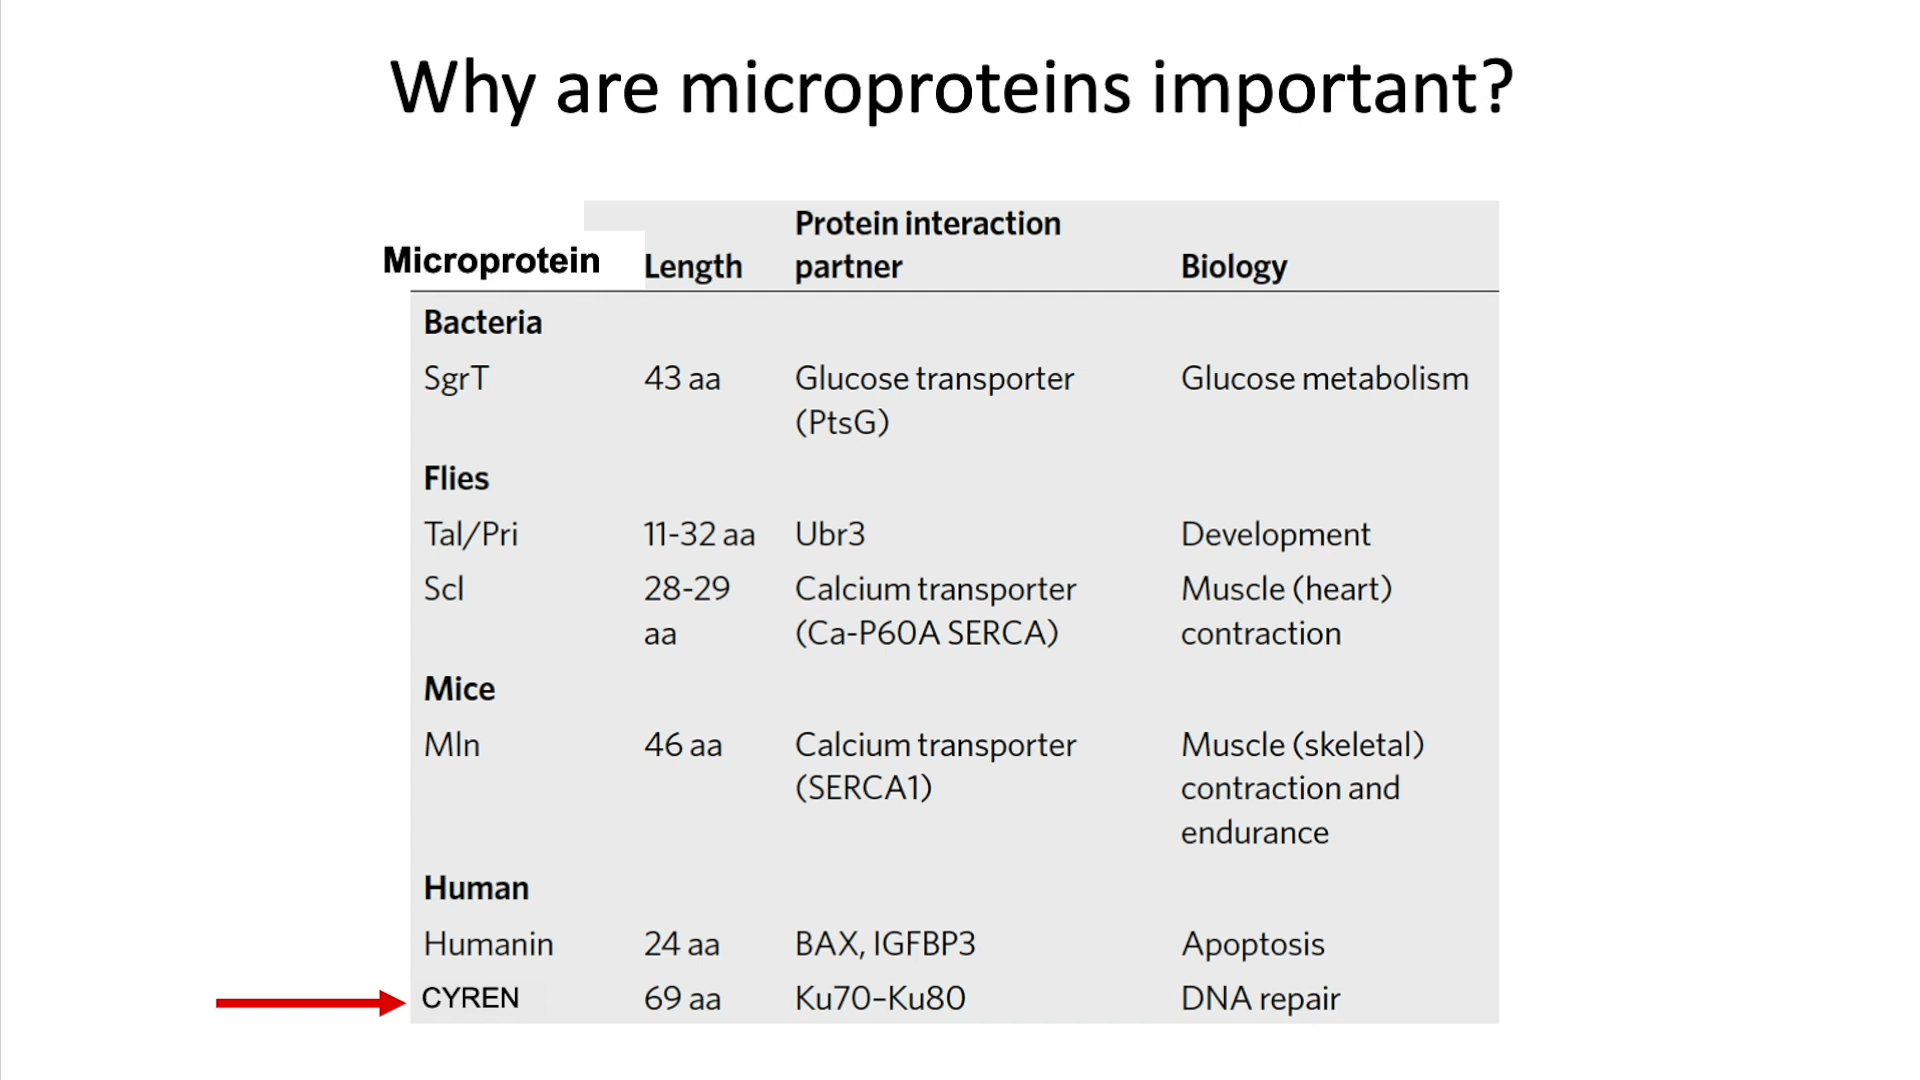 Why are microproteins important?
Protein interaction
Microprotein Length partner Biology
Bacteria
SgrT 43 aa Glucose transporter Glucose metabolism
(PtsG)
Flies
Tal/Pri 11-32 aa Ubr3 Development
Scl 28-29 Calcium transporter Muscle (heart)
aa (Ca-P60A SERCA) contraction
Mice
Mln 46 aa Calcium transporter Muscle (skeletal)
(SERCA1) contraction and
endurance
Human
Humanin 24 aa BAX, IGFBP3 Apoptosis
CYREN 69 aa Ku70–Ku80 DNA repair